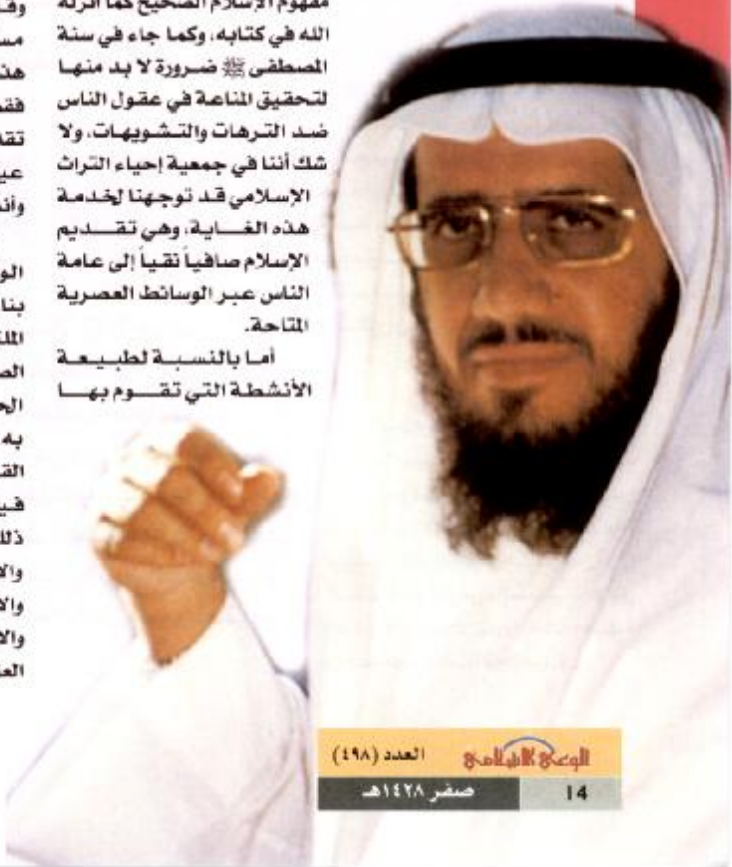 مفهوم الإسلام الصحيح كما أنزله
الله في كتابه، وكما جاء في سنة
المصطفى ﷺ ضرورة لا بد منها
لتحقيق المناعة في عقول الناس
ضد الترهات والتشويهات، ولا
شك أننا في جمعية إحياء التراث
الإسلامي قد توجهنا لخدمة
هذه الغاية، وهي تقديم
الإسلام صافياً نقياً إلى عامة
الناس عبر الوسائط العصرية
المتاحة.
أما بالنسبة لطبيعة
الأنشطة التي تقوم بها
الوعي الإسلامي العدد (٤٩٨)
14 صفر ١٤٢٨هـ